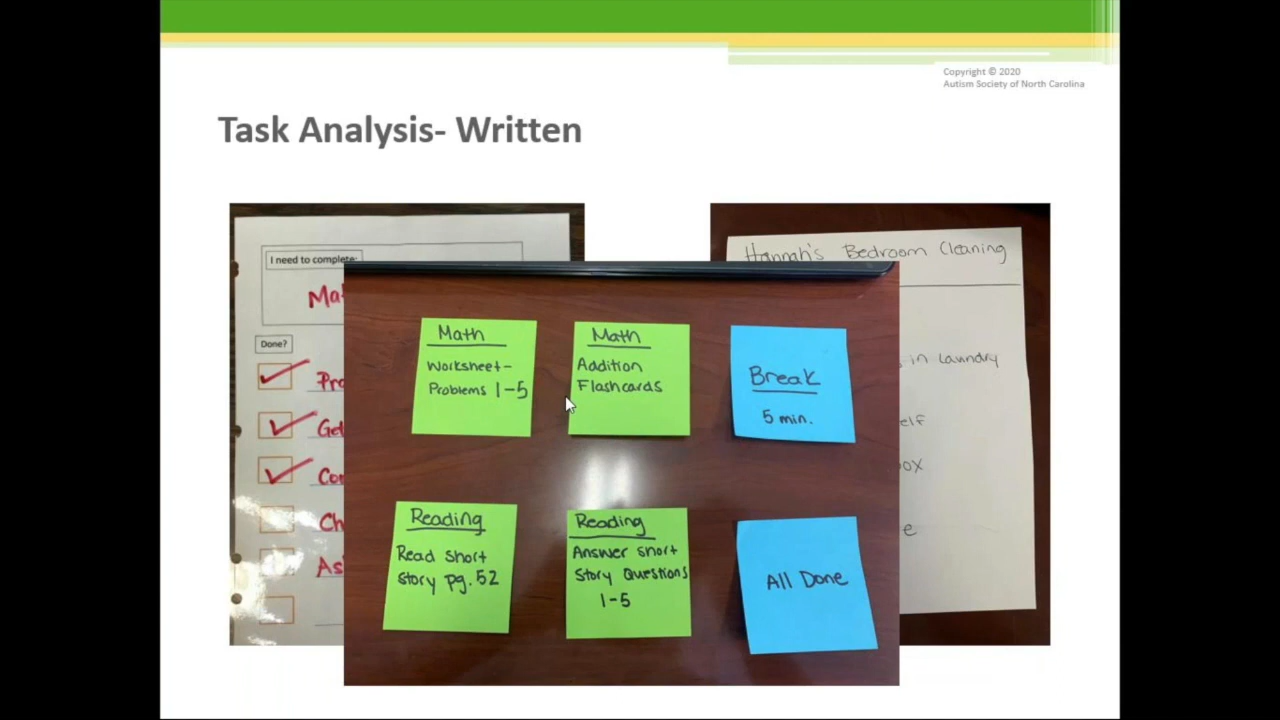 Copyright © 2020
Autism Society of North Carolina
Task Analysis- Written
I need to complete:
Done?
Hannah's Bedroom Cleaning
Laundry
Math
Worksheet-
Problems 1-5
Math
Addition
Flashcards
Break
5 min.
Reading
Read Short
Story pg. 52
Reading
Answer short
Story Questions
1-5
All Done